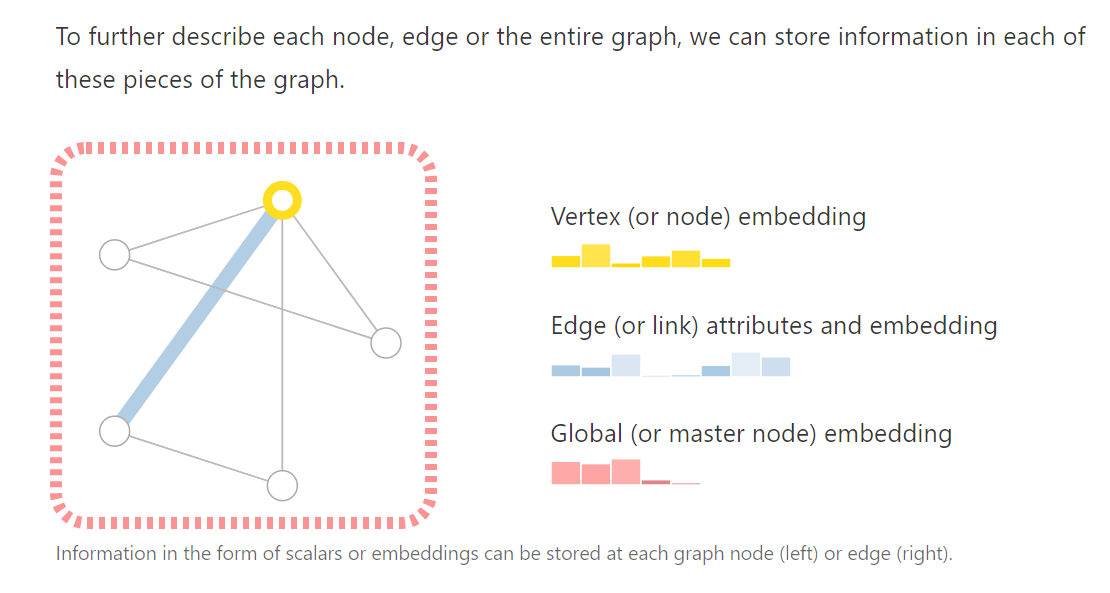 To further describe each node, edge or the entire graph, we can store information in each of
these pieces of the graph.
Vertex (or node) embedding
Edge (or link) attributes and embedding
Global (or master node) embedding
Information in the form of scalars or embeddings can be stored at each graph node (left) or edge (right).